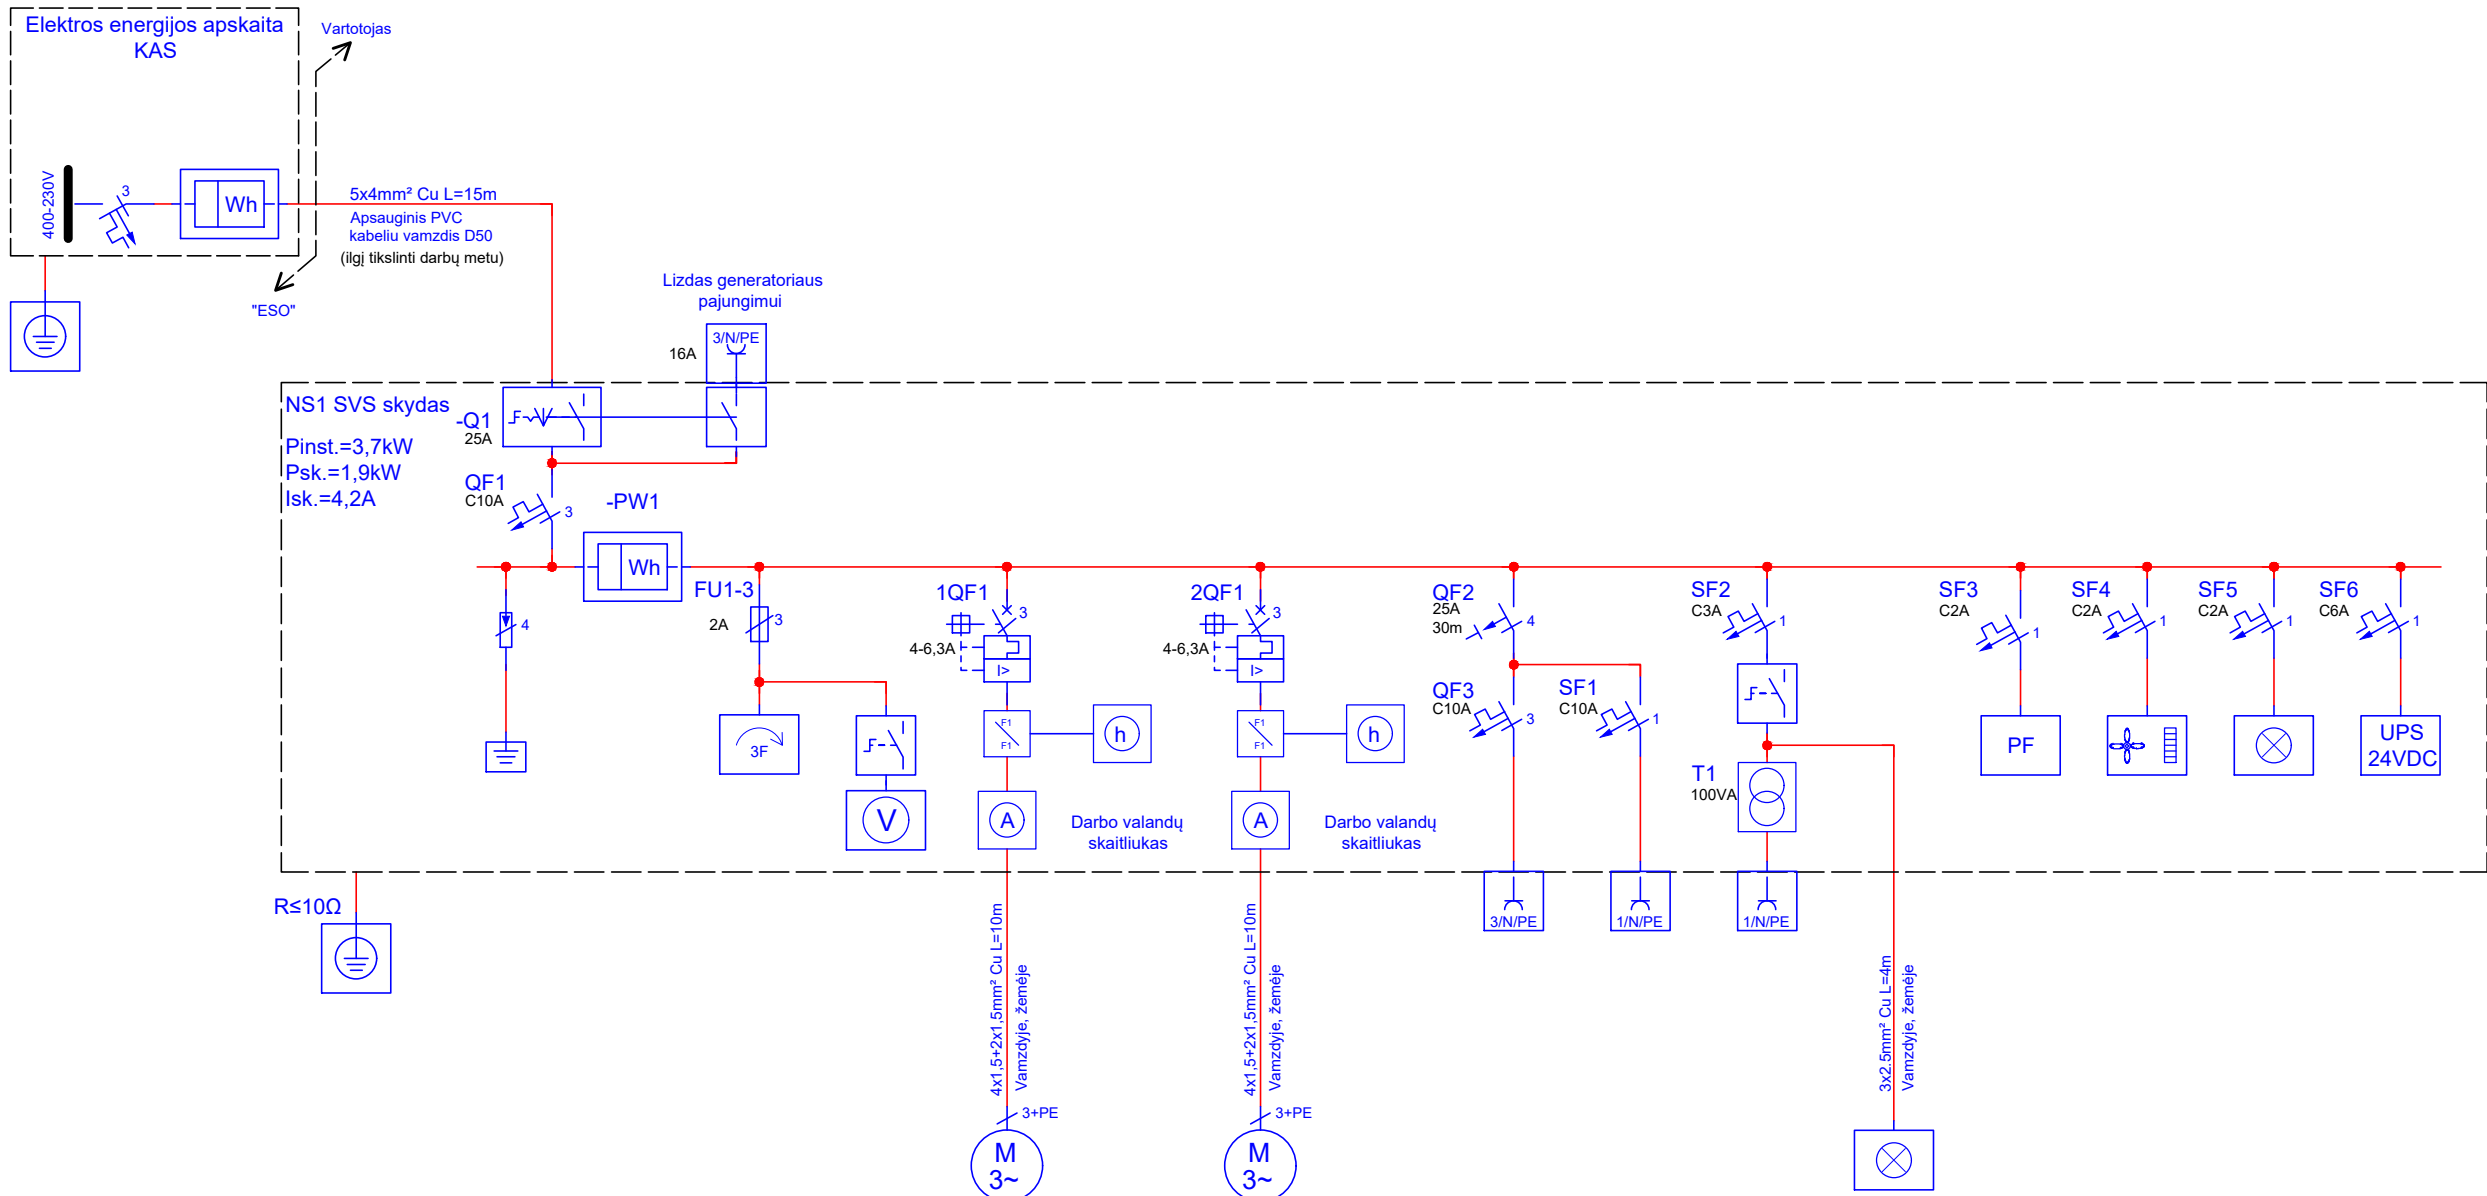 Elektros energijos apskaita
KAS
Vartotojas
400-230V
3
Wh
5x4mm² Cu L=15m
Apsauginis PVC
kabeliu vamzdis D50
(ilgį tikslinti darbų metu)
"ESO"
Lizdas generatoriaus
pajungimui
3/N/PE
16A
NS1 SVS skydas
-Q1
25A
Pinst.=3,7kW
Psk.=1,9kW
Isk.=4,2A
QF1
C10A
3
-PW1
Wh
4
FU1-3
2A
3
3F
V
1QF1
3
4-6,3A
I>
F1
F1
h
A
Darbo valandų
skaitliukas
2QF1
3
4-6,3A
I>
F1
F1
h
A
Darbo valandų
skaitliukas
QF2
25A
30m
4
QF3
C10A
3
SF1
C10A
1
SF2
C3A
1
T1
100VA
SF3
C2A
1
PF
SF4
C2A
1
SF5
C2A
1
SF6
C6A
1
UPS
24VDC
R≤10Ω
3/N/PE
1/N/PE
1/N/PE
4x1,5+2x1,5mm² Cu L=10m
Vamzdyje, žemėje
3+PE
M
3~
4x1,5+2x1,5mm² Cu L=10m
Vamzdyje, žemėje
3+PE
M
3~
3x2.5mm² Cu L=4m
Vamzdyje, žemėje